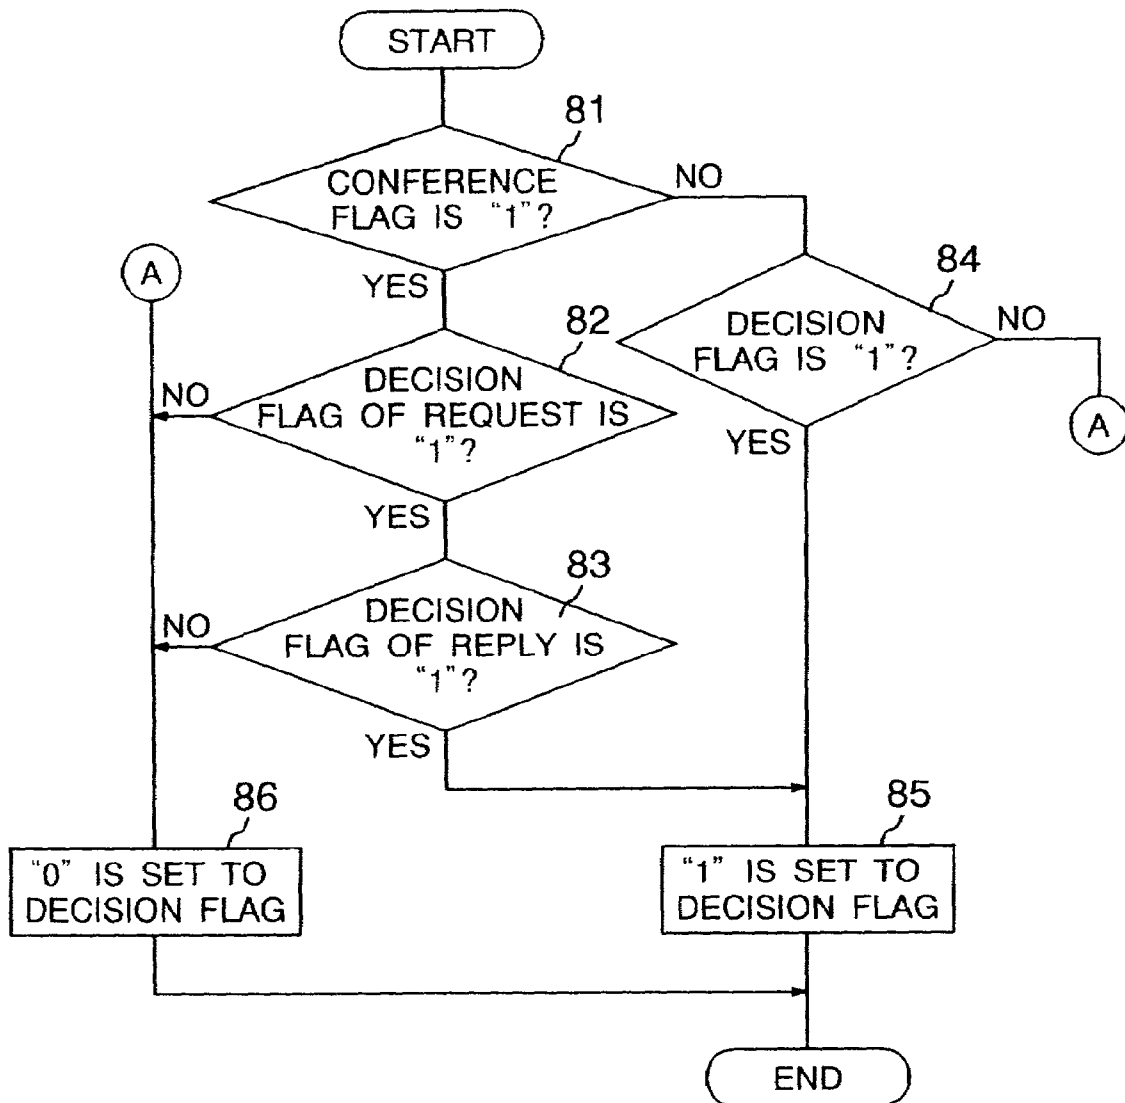 START
81
CONFERENCE
FLAG IS "1"?
NO
YES
A
84
DECISION
FLAG IS "1"?
NO
YES
A
82
DECISION
FLAG OF REQUEST IS
"1"?
NO
YES
83
DECISION
FLAG OF REPLY IS
"1"?
NO
YES
86
"0" IS SET TO
DECISION FLAG
85
"1" IS SET TO
DECISION FLAG
END